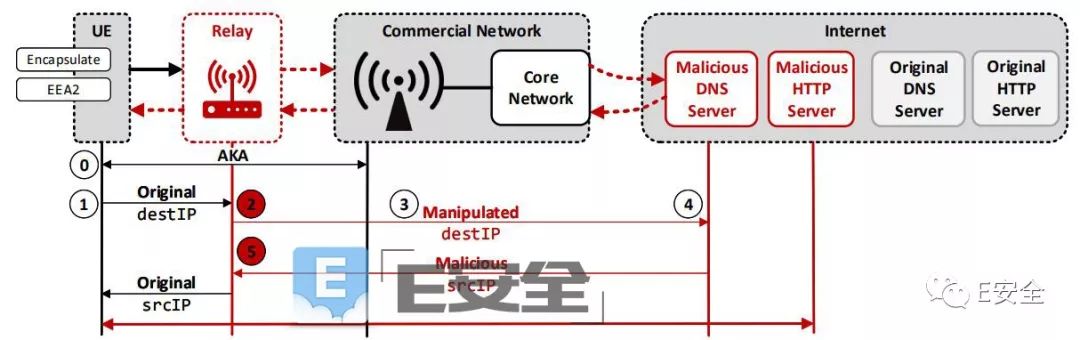 UE
Relay
Commercial Network
Internet
Encapsulate
EEA2
Core
Network
Malicious
DNS
Server
Malicious
HTTP
Server
Original
DNS
Server
Original
HTTP
Server
0
AKA
1
Original
destIP
2
3
Manipulated
destIP
4
5
Malicious
srcIP
Original
srcIP
E
E安全
E安全